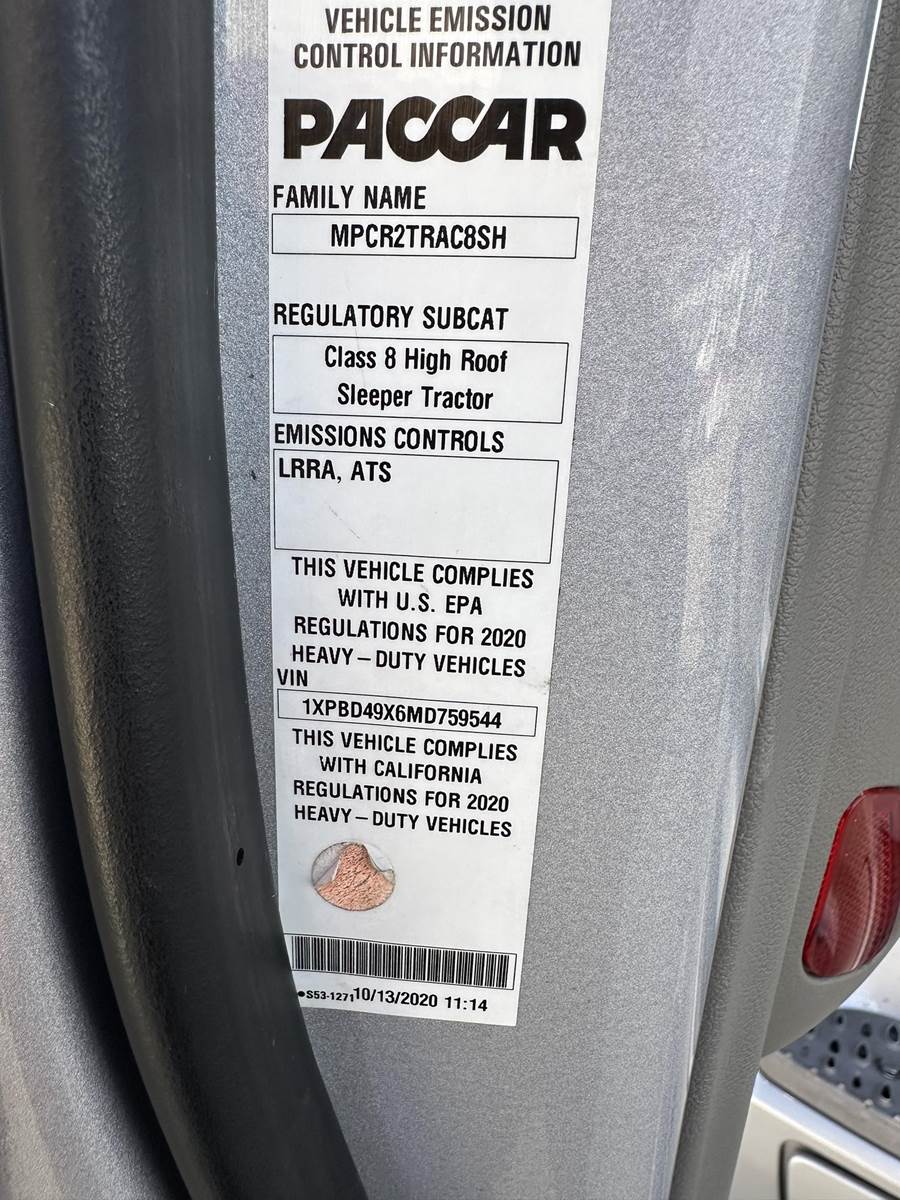 VEHICLE EMISSION
CONTROL INFORMATION
PACCAR
FAMILY NAME
MPCR2TRAC8SH
REGULATORY SUBCAT
Class 8 High Roof
Sleeper Tractor
EMISSIONS CONTROLS
LRRA, ATS
THIS VEHICLE COMPLIES
WITH U.S. EPA
REGULATIONS FOR 2020
HEAVY-DUTY VEHICLES
VIN
1XPBD49X6MD759544
THIS VEHICLE COMPLIES
WITH CALIFORNIA
REGULATIONS FOR 2020
HEAVY-DUTY VEHICLES
●S53-1271 10/13/2020 11:14